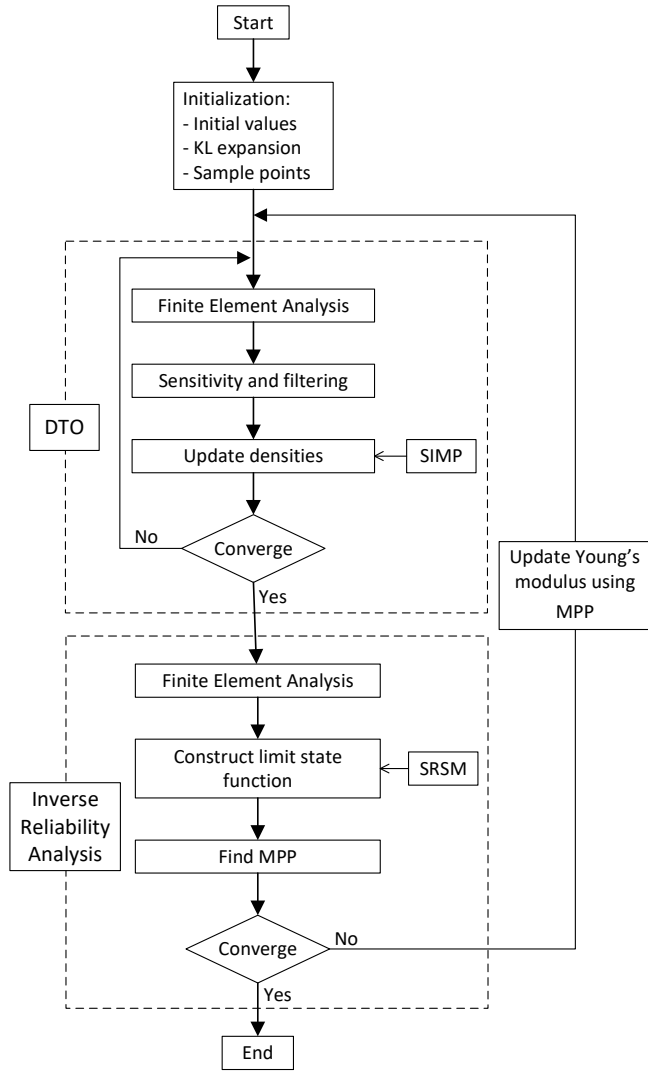 Start
Initialization:
- Initial values
- KL expansion
- Sample points
Finite Element Analysis
Sensitivity and filtering
DTO
Update densities
SIMP
No
Converge
Yes
Update Young's
modulus using
MPP
Finite Element Analysis
Construct limit state
function
SRSM
Inverse
Reliability
Analysis
Find MPP
Converge
No
Yes
End